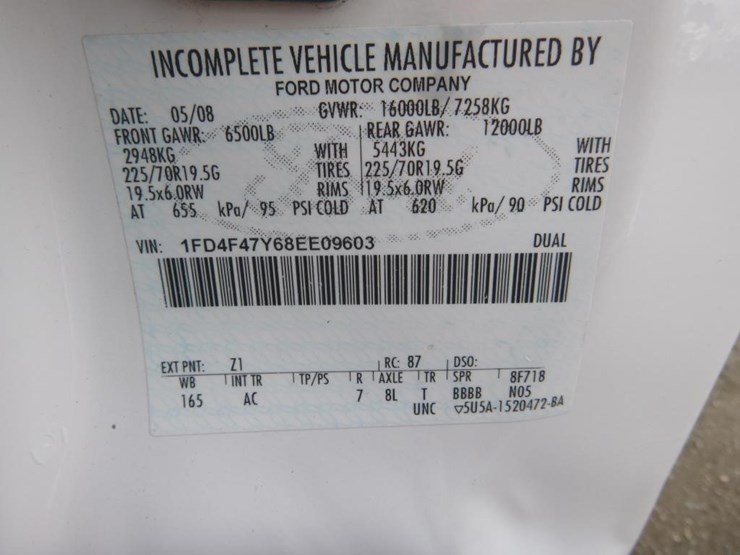 INCOMPLETE VEHICLE MANUFACTURED BY
FORD MOTOR COMPANY
DATE: 05/08 GVWR: 16000LB/ 7258KG
FRONT GAWR: 6500LB REAR GAWR: 12000LB
2948KG WITH 5443KG WITH
225/70R19.5G TIRES 225/70R19.5G TIRES
19.5x6.0RW RIMS 19.5x6.0RW RIMS
AT 655 kPa/ 95 PSI COLD AT 620 kPa/ 90 PSI COLD
VIN: 1FD4F47Y68EE09603 DUAL
EXT PNT: Z1 RC: 87 DSO:
WB INT TR TP/PS R AXLE TR SPR 8F718
165 AC 7 8L T BBBB N05
UNC ▽5U5A-1520472-BA